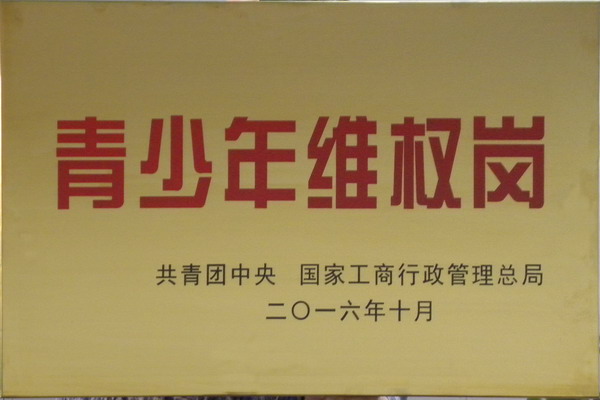 青少年维权岗
共青团中央 国家工商行政管理总局
二〇一六年十月